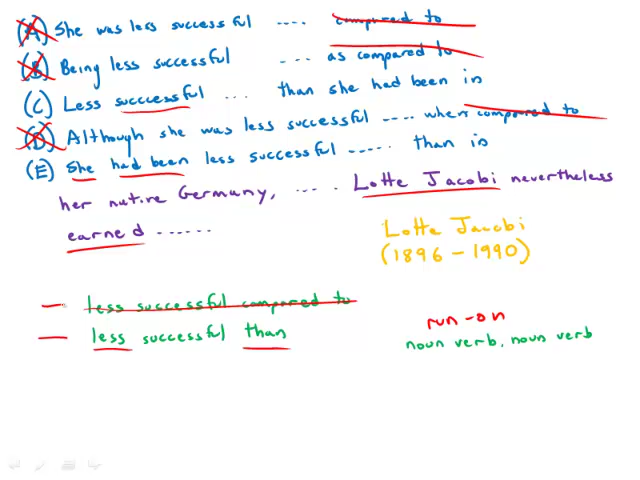 (A) She was less successful .... compared to
(B) Being less successful ... as compared to
(C) Less successful ... than she had been in
(D) Although she was less successful .... when compared to
(E) She had been less successful ..... than in
her native Germany, .... Lotte Jacobi nevertheless
earned ......
Lotte Jacobi
(1896 - 1990)
— less successful compared to
— less successful than
run-on
noun verb, noun verb